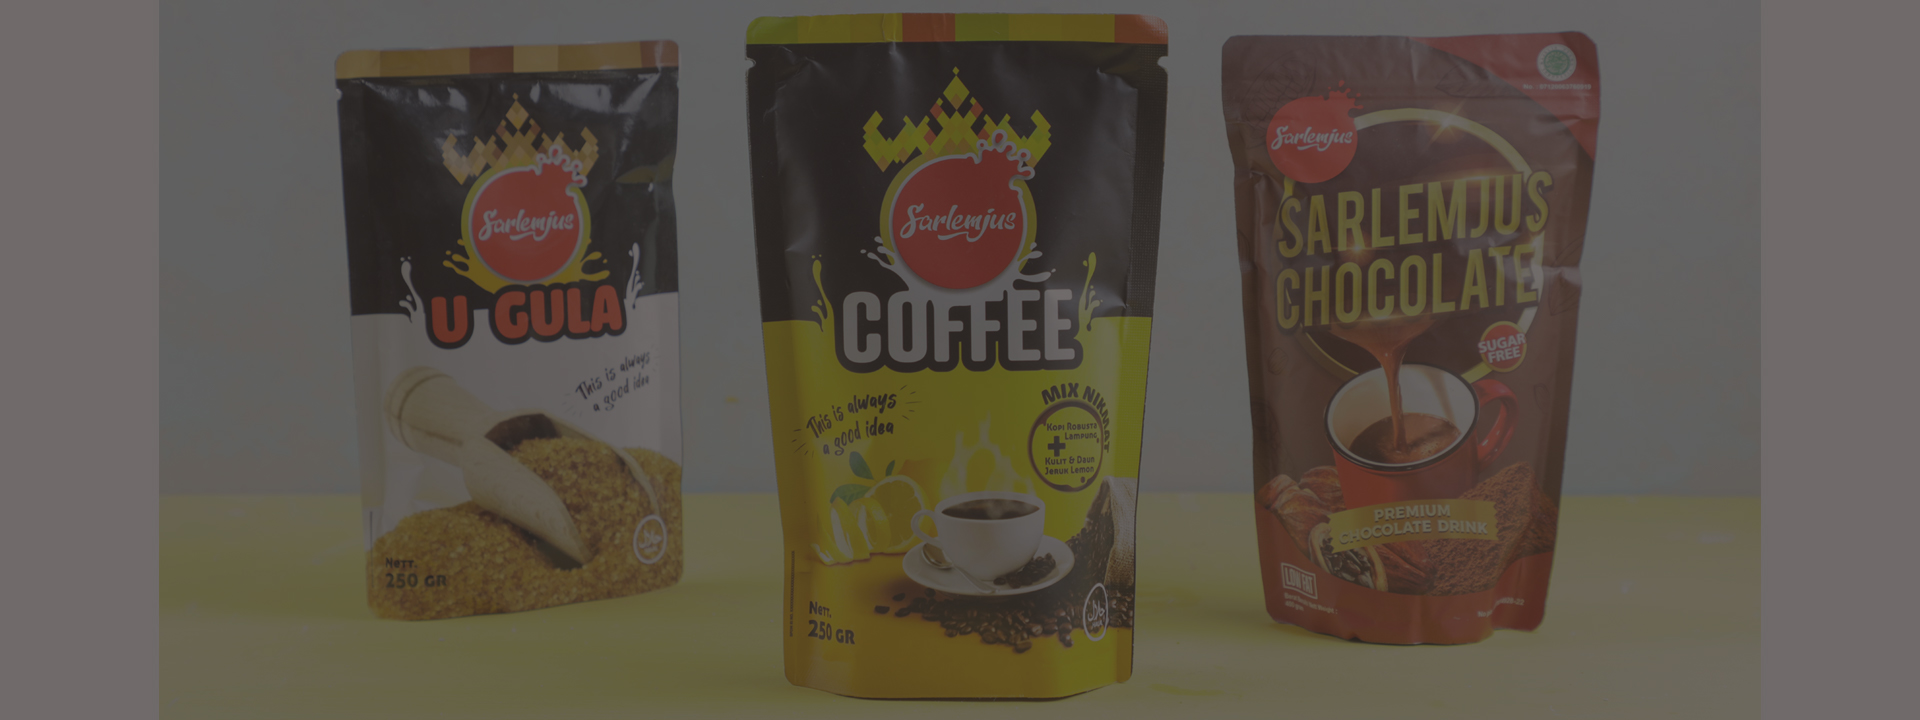 Sarlemjus
U GULA
This is always
a good idea
Nett.
250 GR
Sarlemjus
COFFEE
This is always
a good idea
MIX NIKMAT
Kopi Robusta
Lampung
+
Kulit & Daun
Jeruk Lemon
Nett.
250 GR
Sarlemjus
SARLEMJUS
CHOCOLATE
SUGAR
FREE
PREMIUM
CHOCOLATE DRINK
LOW FAT